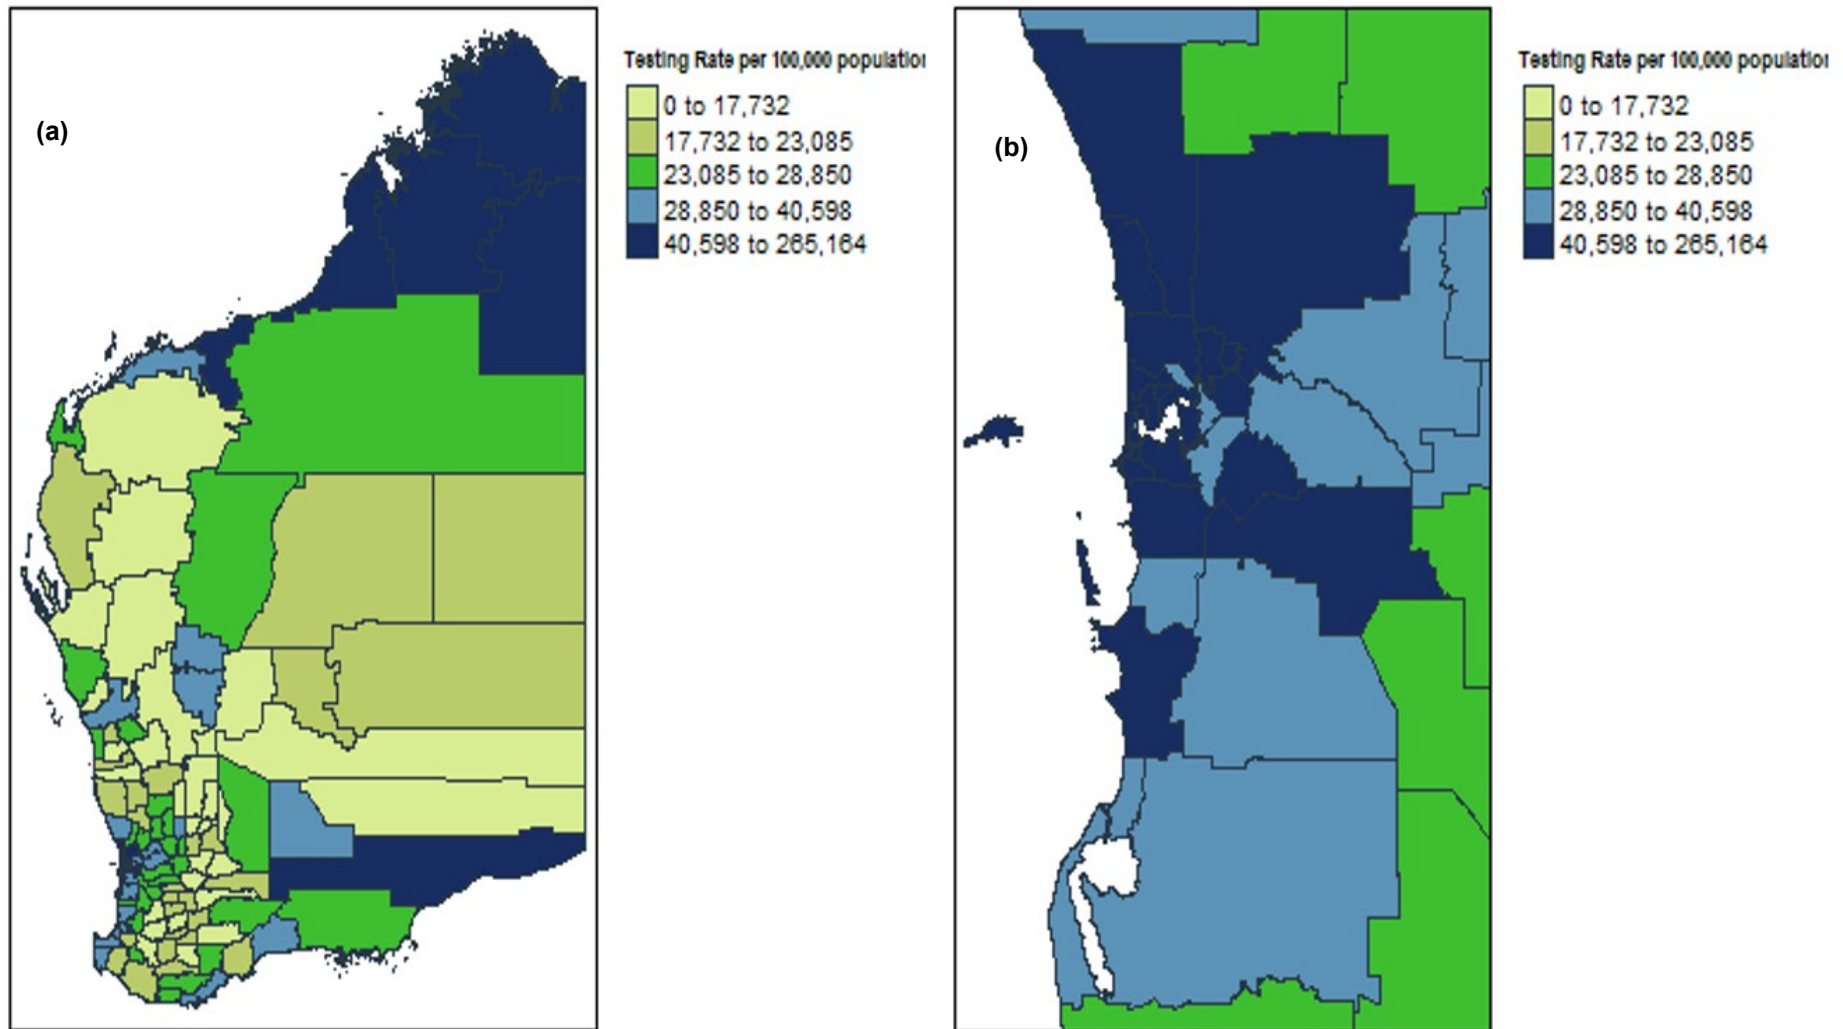 Testing Rate per 100,000 population
0 to 17,732
17,732 to 23,085
23,085 to 28,850
28,850 to 40,598
40,598 to 265,164
(a)
Testing Rate per 100,000 population
0 to 17,732
17,732 to 23,085
23,085 to 28,850
28,850 to 40,598
40,598 to 265,164
(b)